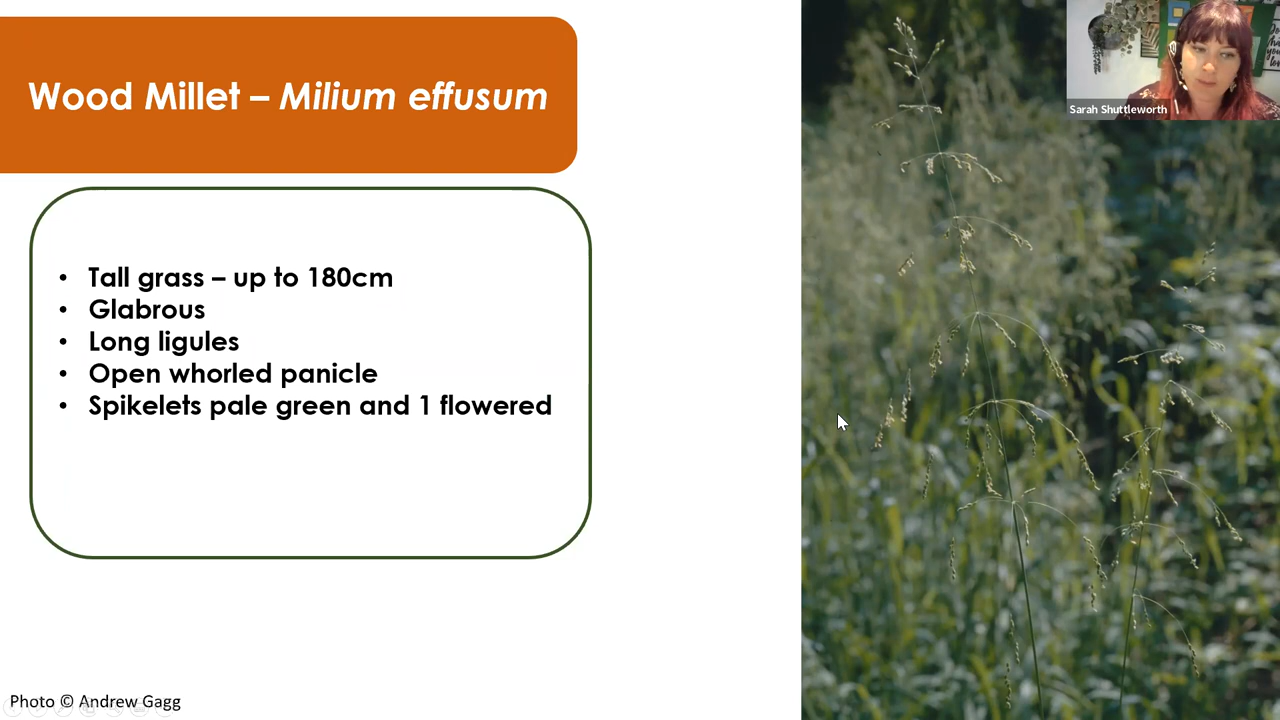 Wood Millet – Milium effusum
Sarah Shuttleworth
• Tall grass – up to 180cm
• Glabrous
• Long ligules
• Open whorled panicle
• Spikelets pale green and 1 flowered
Photo © Andrew Gagg